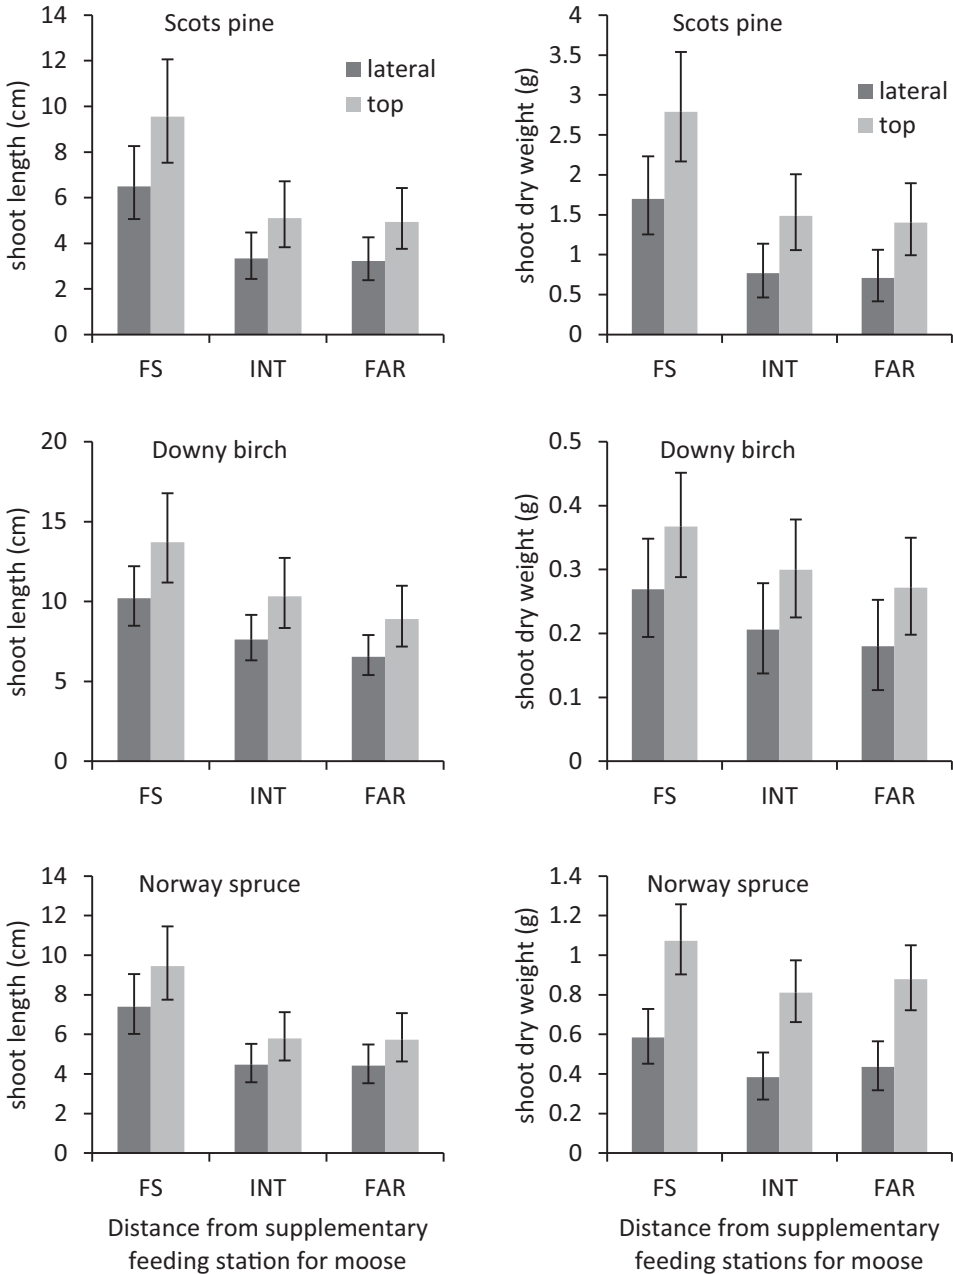 Scots pine
shoot length (cm)
14
12
10
8
6
4
2
0
lateral
top
FS INT FAR
Scots pine
shoot dry weight (g)
4
3.5
3
2.5
2
1.5
1
0.5
0
lateral
top
FS INT FAR
Downy birch
shoot length (cm)
20
15
10
5
0
FS INT FAR
Downy birch
shoot dry weight (g)
0.5
0.4
0.3
0.2
0.1
0
FS INT FAR
Norway spruce
shoot length (cm)
14
12
10
8
6
4
2
0
FS INT FAR
Distance from supplementary
feeding station for moose
Norway spruce
shoot dry weight (g)
1.4
1.2
1
0.8
0.6
0.4
0.2
0
FS INT FAR
Distance from supplementary
feeding stations for moose